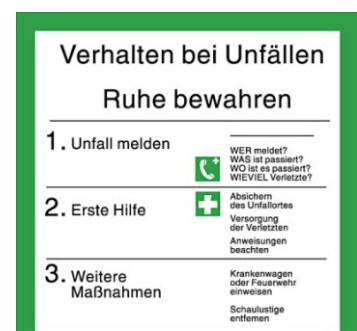 Verhalten bei Unfällen
Ruhe bewahren
1. Unfall melden
WER meldet?
WAS ist passiert?
WO ist es passiert?
WIEVIEL Verletzte?
2. Erste Hilfe
Absichern
des Unfallortes
Versorgung
der Verletzten
Anweisungen
beachten
3. Weitere
Maßnahmen
Krankenwagen
oder Feuerwehr
einweisen
Schaulustige
entfernen